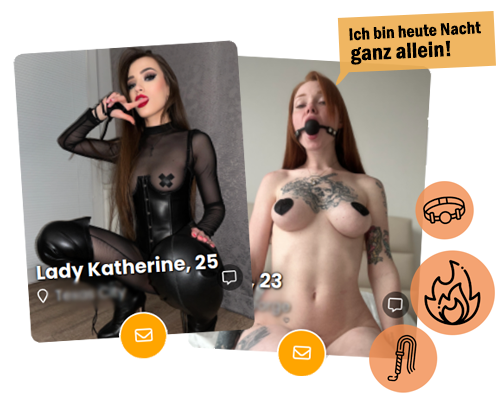 Ich bin heute Nacht
ganz allein!
Lady Katherine, 25
, 23